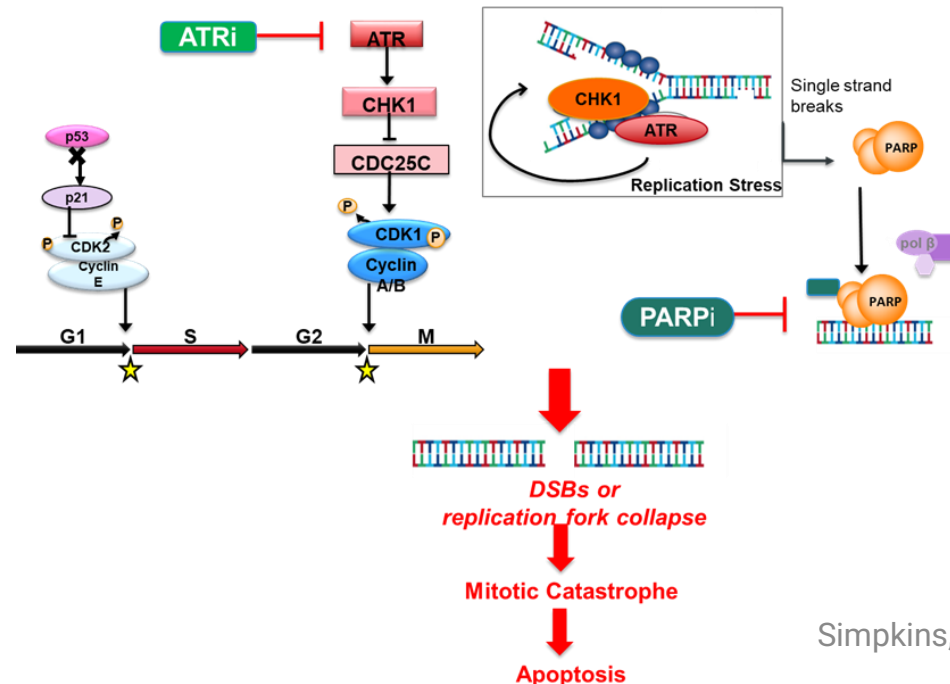 ATRi
ATR
CHK1
CDC25C
P
CDK1
P
Cyclin
A/B
p53
p21
P
P
CDK2
Cyclin
E
G1
S
G2
M
CHK1
ATR
Replication Stress
Single strand
breaks
PARP
pol β
PARP
PARPi
DSBs or
replication fork collapse
Mitotic Catastrophe
Apoptosis
Simpkins,